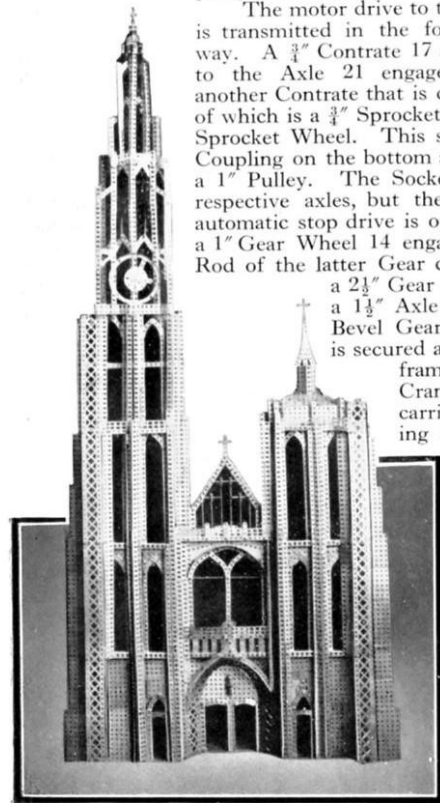 The motor drive to t
is transmitted in the fo
way. A ¾″ Contrate 17
to the Axle 21 engag
another Contrate that is
of which is a ¾″ Sprocket
Sprocket Wheel. This s
Coupling on the bottom
a 1″ Pulley. The Socke
respective axles, but the
automatic stop drive is o
a 1″ Gear Wheel 14 enga
Rod of the latter Gear c
a 2½″ Gear
a 1½″ Axle
Bevel Gear
is secured a
fram
Cran
carri
ing